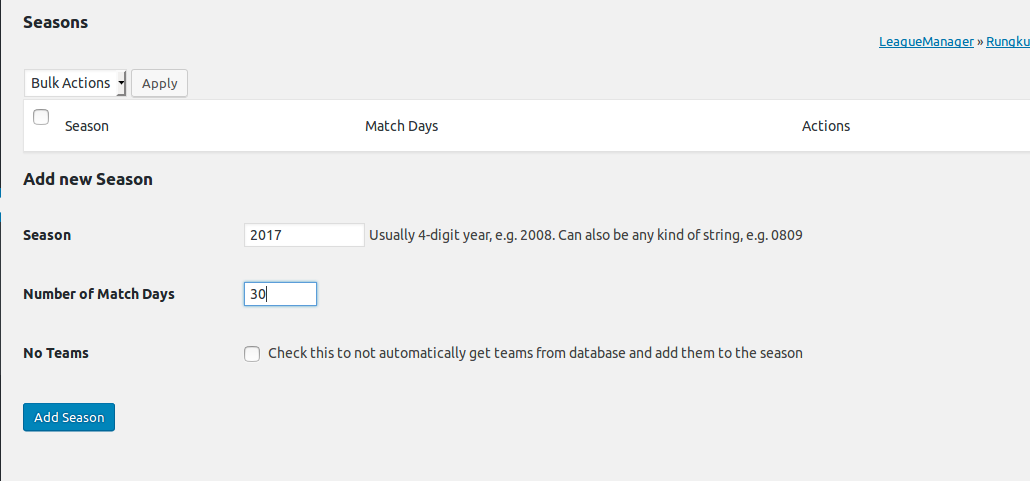 Seasons
LeagueManager » Rungku
Bulk Actions Apply
Season Match Days Actions
Add new Season
Season 2017 Usually 4-digit year, e.g. 2008. Can also be any kind of string, e.g. 0809
Number of Match Days 30
No Teams Check this to not automatically get teams from database and add them to the season
Add Season